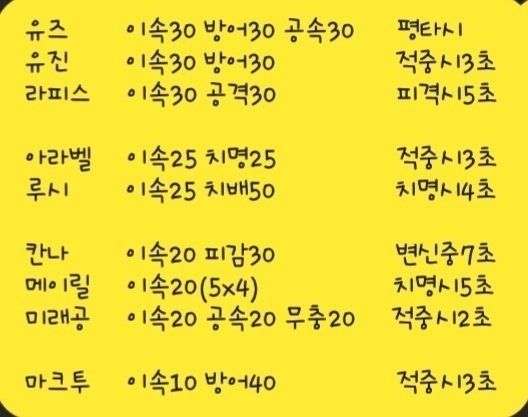 유즈 이속30 방어30 공속30 평타시
유진 이속30 방어30 적중시3초
라피스 이속30 공격30 피격시5초
아라벨 이속25 치명25 적중시3초
루시 이속25 치배50 치명시4초
칸나 이속20 피감30 변신중7초
메이릴 이속20(5x4) 치명시5초
미래공 이속20 공속20 무충20 적중시2초
마크투 이속10 방어40 적중시3초